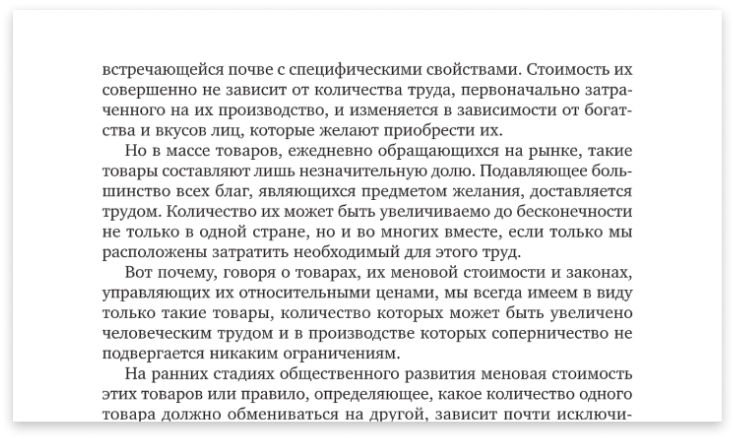 встречающейся почве с специфическими свойствами. Стоимость их
совершенно не зависит от количества труда, первоначально затра-
ченного на их производство, и изменяется в зависимости от богат-
ства и вкусов лиц, которые желают приобрести их.
Но в массе товаров, ежедневно обращающихся на рынке, такие
товары составляют лишь незначительную долю. Подавляющее боль-
шинство всех благ, являющихся предметом желания, доставляется
трудом. Количество их может быть увеличиваемо до бесконечности
не только в одной стране, но и во многих вместе, если только мы
расположены затратить необходимый для этого труд.
Вот почему, говоря о товарах, их меновой стоимости и законах,
управляющих их относительными ценами, мы всегда имеем в виду
только такие товары, количество которых может быть увеличено
человеческим трудом и в производстве которых соперничество не
подвергается никаким ограничениям.
На ранних стадиях общественного развития меновая стоимость
этих товаров или правило, определяющее, какое количество одного
товара должно обмениваться на другой, зависит почти исключи-